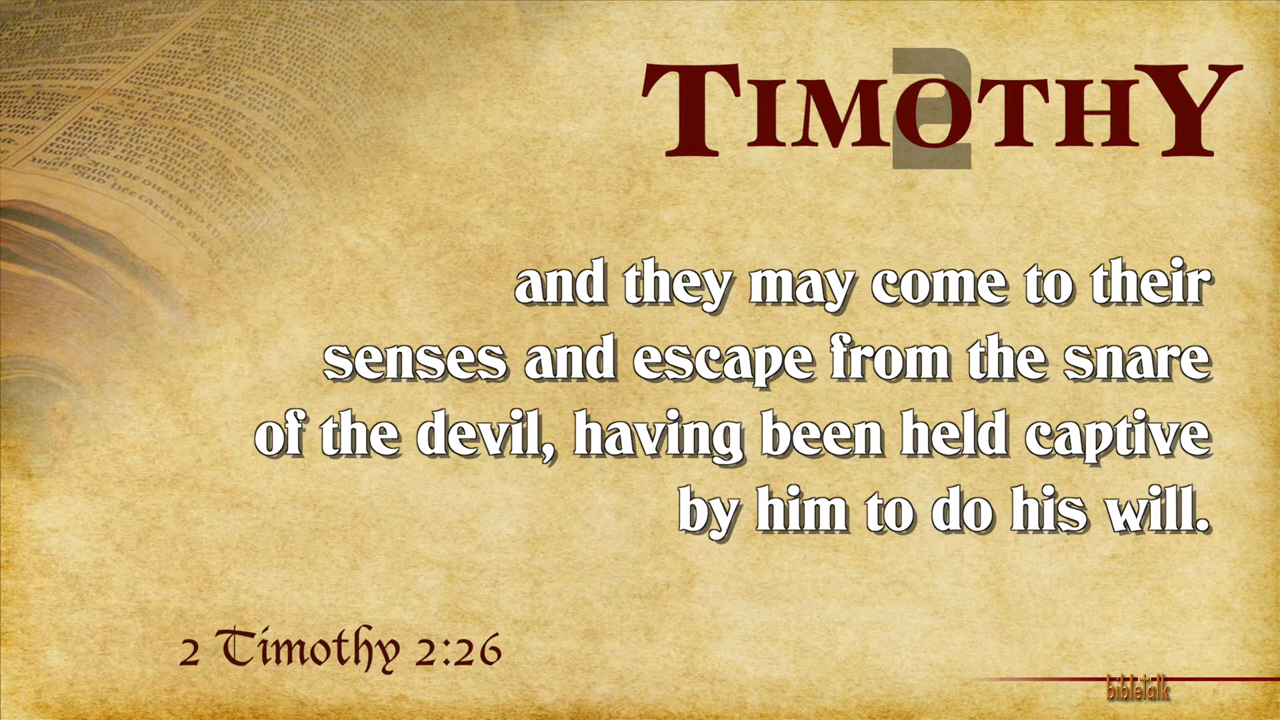 2
TIMOTHY
and they may come to their
senses and escape from the snare
of the devil, having been held captive
by him to do his will.
2 Timothy 2:26
bibletalk